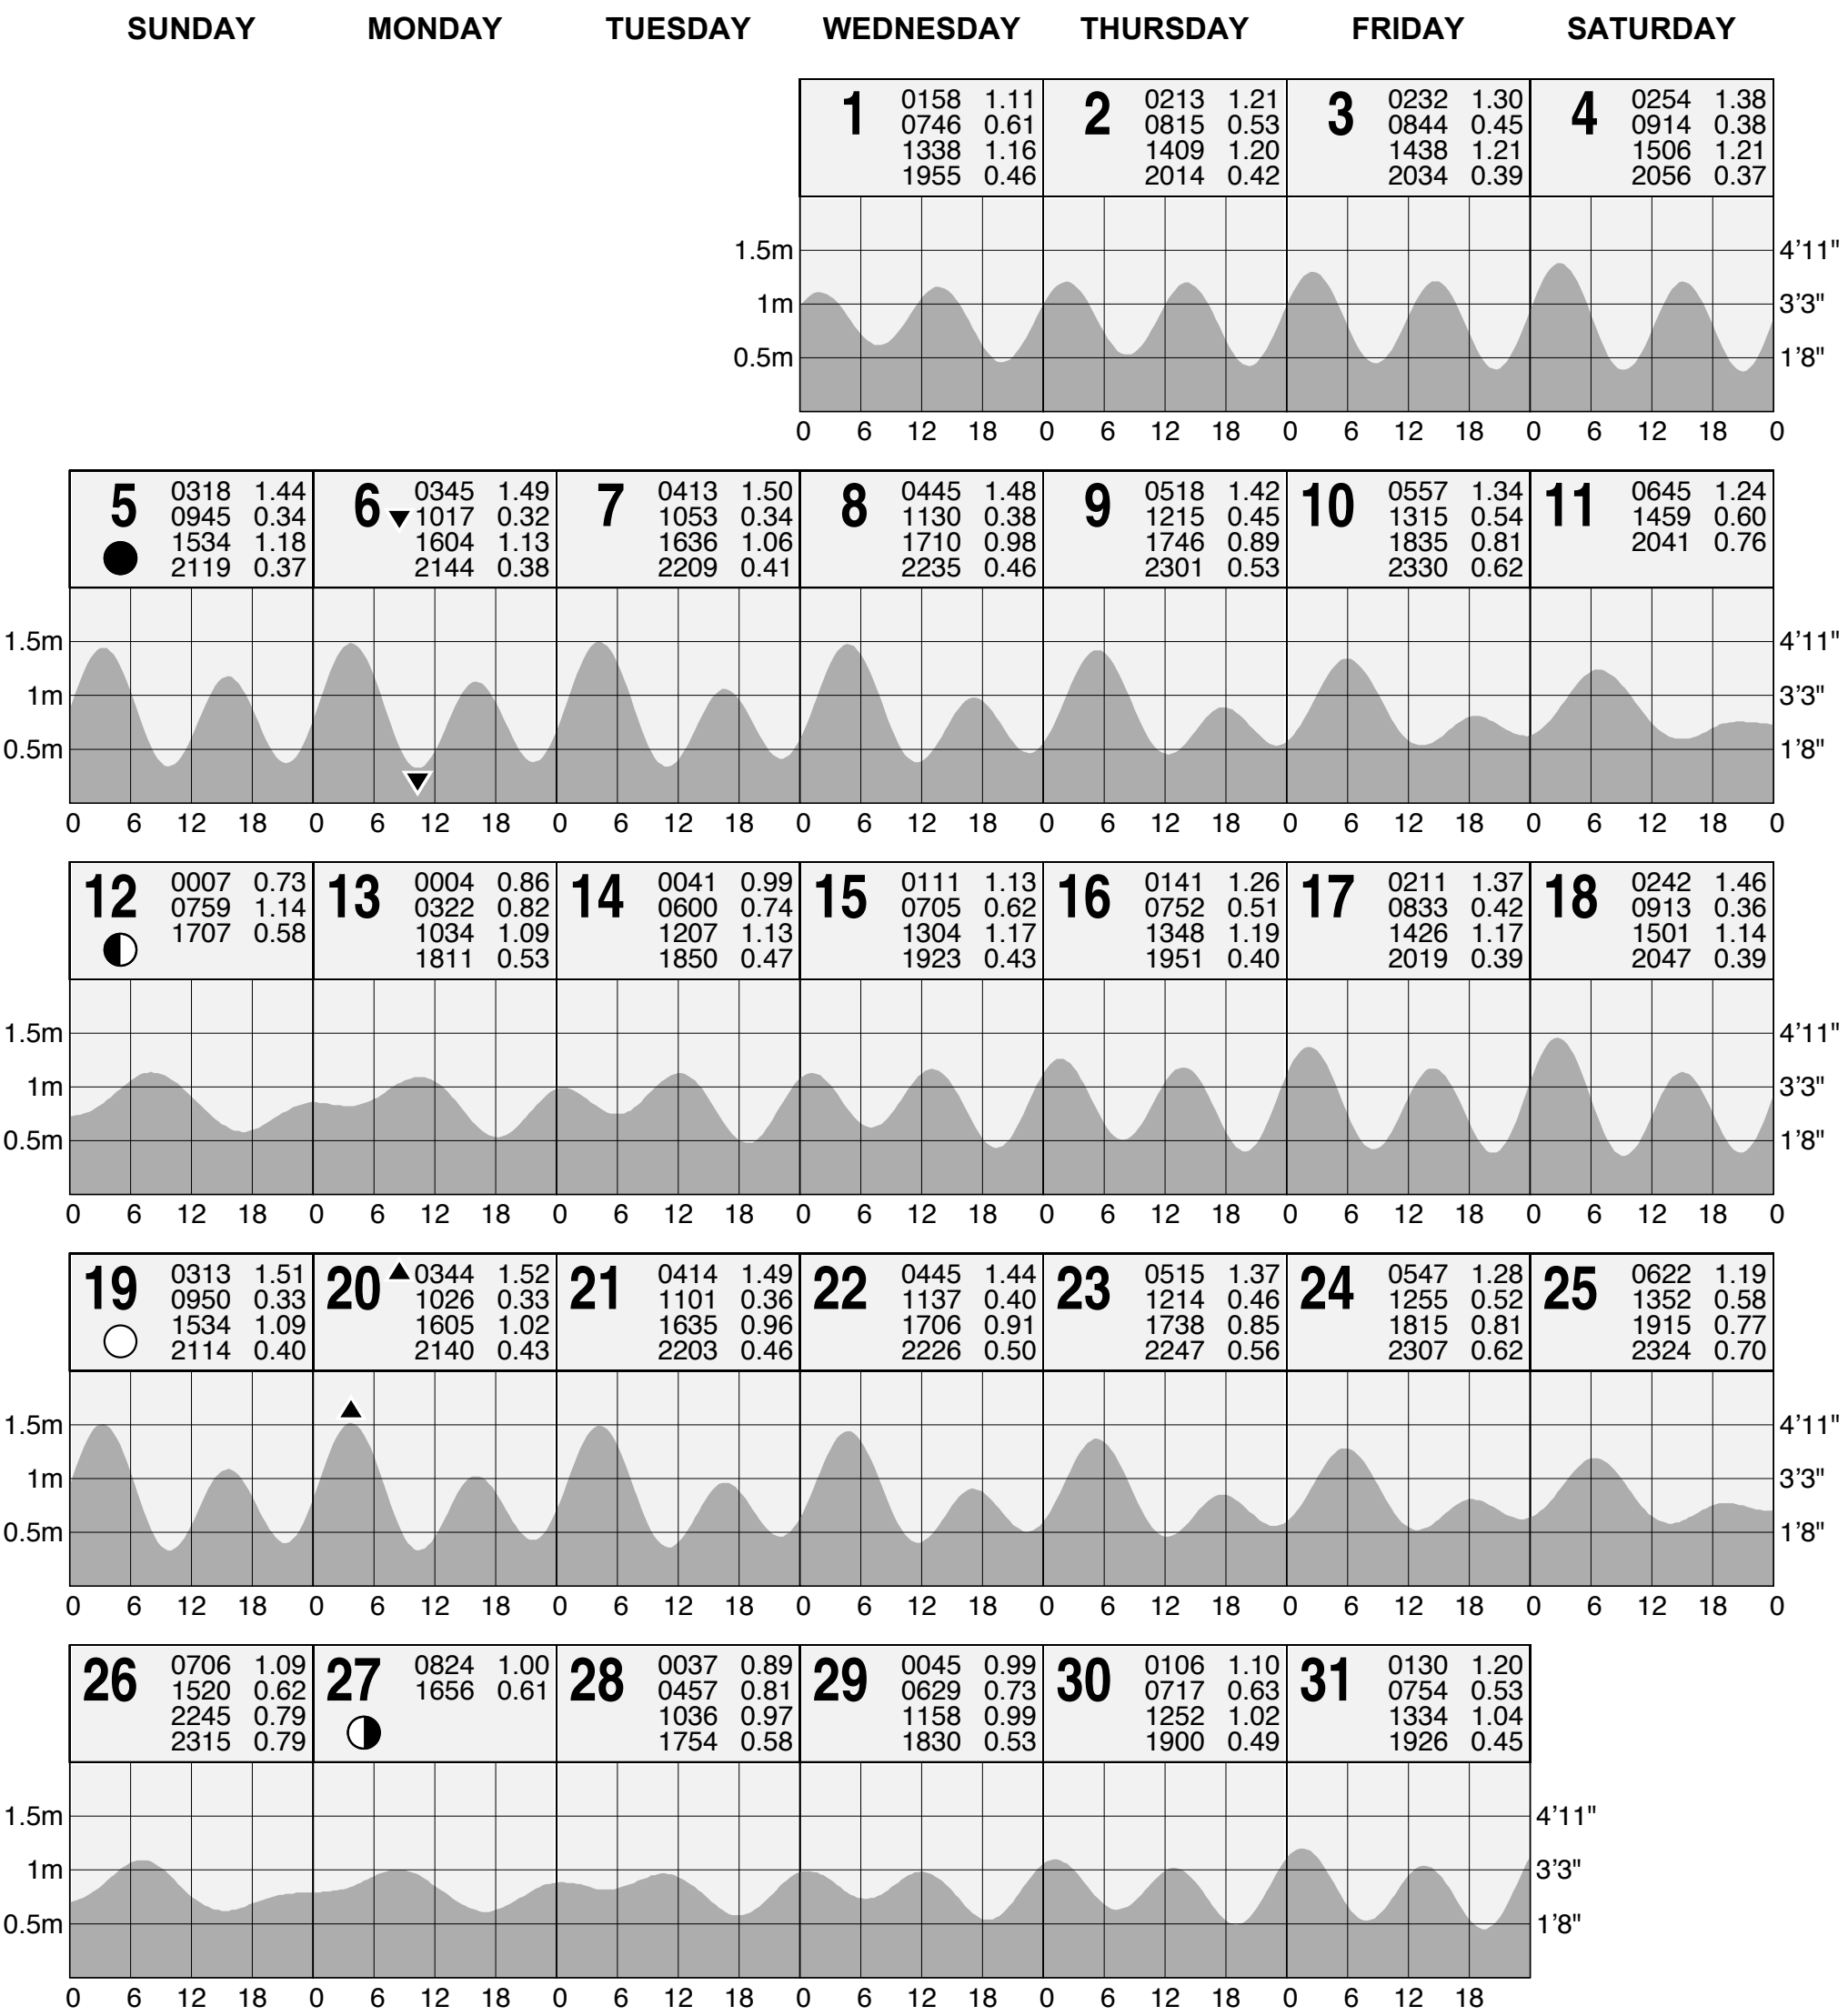 SUNDAY MONDAY TUESDAY WEDNESDAY THURSDAY FRIDAY SATURDAY
1 0158 1.11 2 0213 1.21 3 0232 1.30 4 0254 1.38
0746 0.61 0815 0.53 0844 0.45 0914 0.38
1338 1.16 1409 1.20 1438 1.21 1506 1.21
1955 0.46 2014 0.42 2034 0.39 2056 0.37
1.5m 4'11"
1m 3'3"
0.5m 1'8"
0 6 12 18 0 6 12 18 0 6 12 18 0 6 12 18 0
5 0318 1.44 6 0345 1.49 7 0413 1.50 8 0445 1.48 9 0518 1.42 10 0557 1.34 11 0645 1.24
0945 0.34 1017 0.32 1053 0.34 1130 0.38 1215 0.45 1315 0.54 1459 0.60
1534 1.18 1604 1.13 1636 1.06 1710 0.98 1746 0.89 1835 0.81 2041 0.76
2119 0.37 2144 0.38 2209 0.41 2235 0.46 2301 0.53 2330 0.62
1.5m 4'11"
1m 3'3"
0.5m 1'8"
0 6 12 18 0 6 12 18 0 6 12 18 0 6 12 18 0 6 12 18 0 6 12 18 0 6 12 18 0
12 0007 0.73 13 0004 0.86 14 0041 0.99 15 0111 1.13 16 0141 1.26 17 0211 1.37 18 0242 1.46
0759 1.14 0322 0.82 0600 0.74 0705 0.62 0752 0.51 0833 0.42 0913 0.36
1707 0.58 1034 1.09 1207 1.13 1304 1.17 1348 1.19 1426 1.17 1501 1.14
1811 0.53 1850 0.47 1923 0.43 1951 0.40 2019 0.39 2047 0.39
1.5m 4'11"
1m 3'3"
0.5m 1'8"
0 6 12 18 0 6 12 18 0 6 12 18 0 6 12 18 0 6 12 18 0 6 12 18 0 6 12 18 0
19 0313 1.51 20 0344 1.52 21 0414 1.49 22 0445 1.44 23 0515 1.37 24 0547 1.28 25 0622 1.19
0950 0.33 1026 0.33 1101 0.36 1137 0.40 1214 0.46 1255 0.52 1352 0.58
1534 1.09 1605 1.02 1635 0.96 1706 0.91 1738 0.85 1815 0.81 1915 0.77
2114 0.40 2140 0.43 2203 0.46 2226 0.50 2247 0.56 2307 0.62 2324 0.70
1.5m 4'11"
1m 3'3"
0.5m 1'8"
0 6 12 18 0 6 12 18 0 6 12 18 0 6 12 18 0 6 12 18 0 6 12 18 0 6 12 18 0
26 0706 1.09 27 0824 1.00 28 0037 0.89 29 0045 0.99 30 0106 1.10 31 0130 1.20
1520 0.62 1656 0.61 0457 0.81 0629 0.73 0717 0.63 0754 0.53
2245 0.79 1036 0.97 1158 0.99 1252 1.02 1334 1.04
2315 0.79 1754 0.58 1830 0.53 1900 0.49 1926 0.45
1.5m 4'11"
1m 3'3"
0.5m 1'8"
0 6 12 18 0 6 12 18 0 6 12 18 0 6 12 18 0 6 12 18 0 6 12 18